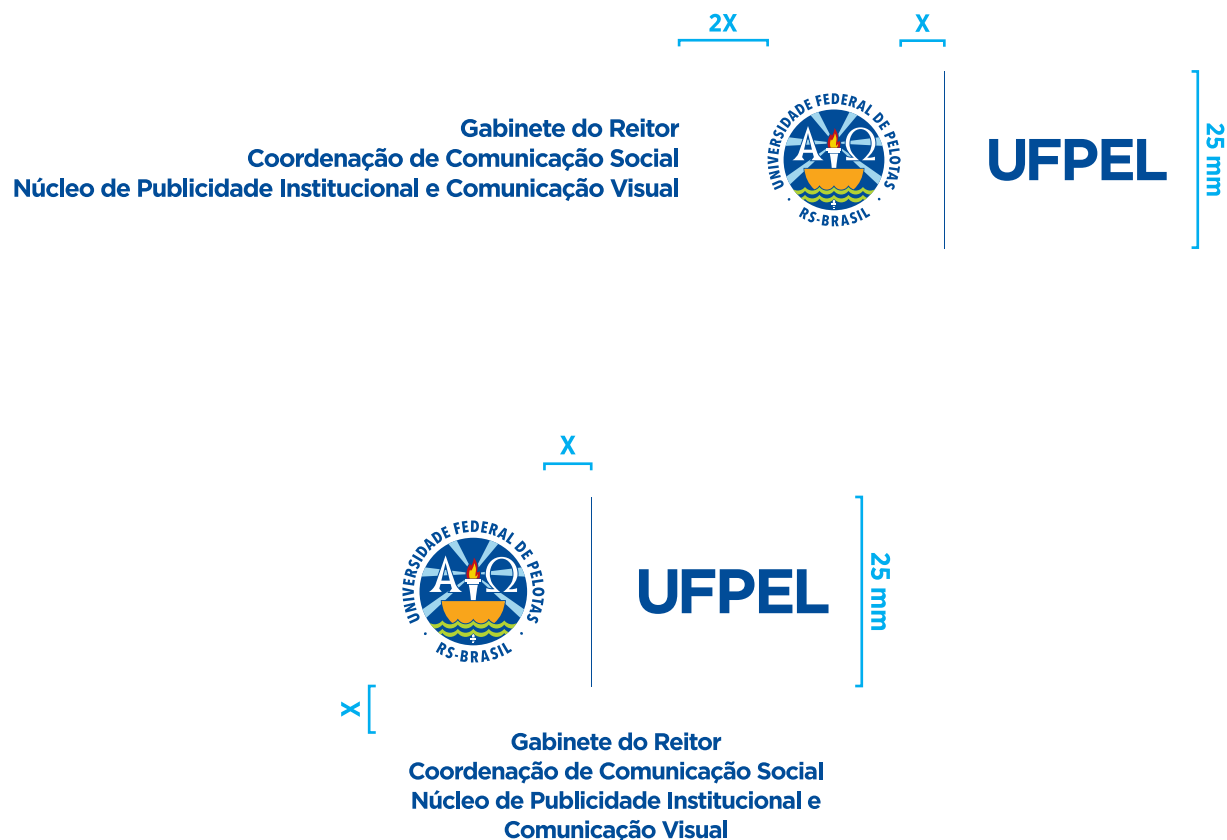 2X
X
Gabinete do Reitor
Coordenação de Comunicação Social
Núcleo de Publicidade Institucional e Comunicação Visual
UNIVERSIDADE FEDERAL DE PELOTAS
· RS-BRASIL ·
Α Ω
UFPEL
25 mm
X
UNIVERSIDADE FEDERAL DE PELOTAS
· RS-BRASIL ·
Α Ω
UFPEL
25 mm
X
Gabinete do Reitor
Coordenação de Comunicação Social
Núcleo de Publicidade Institucional e
Comunicação Visual